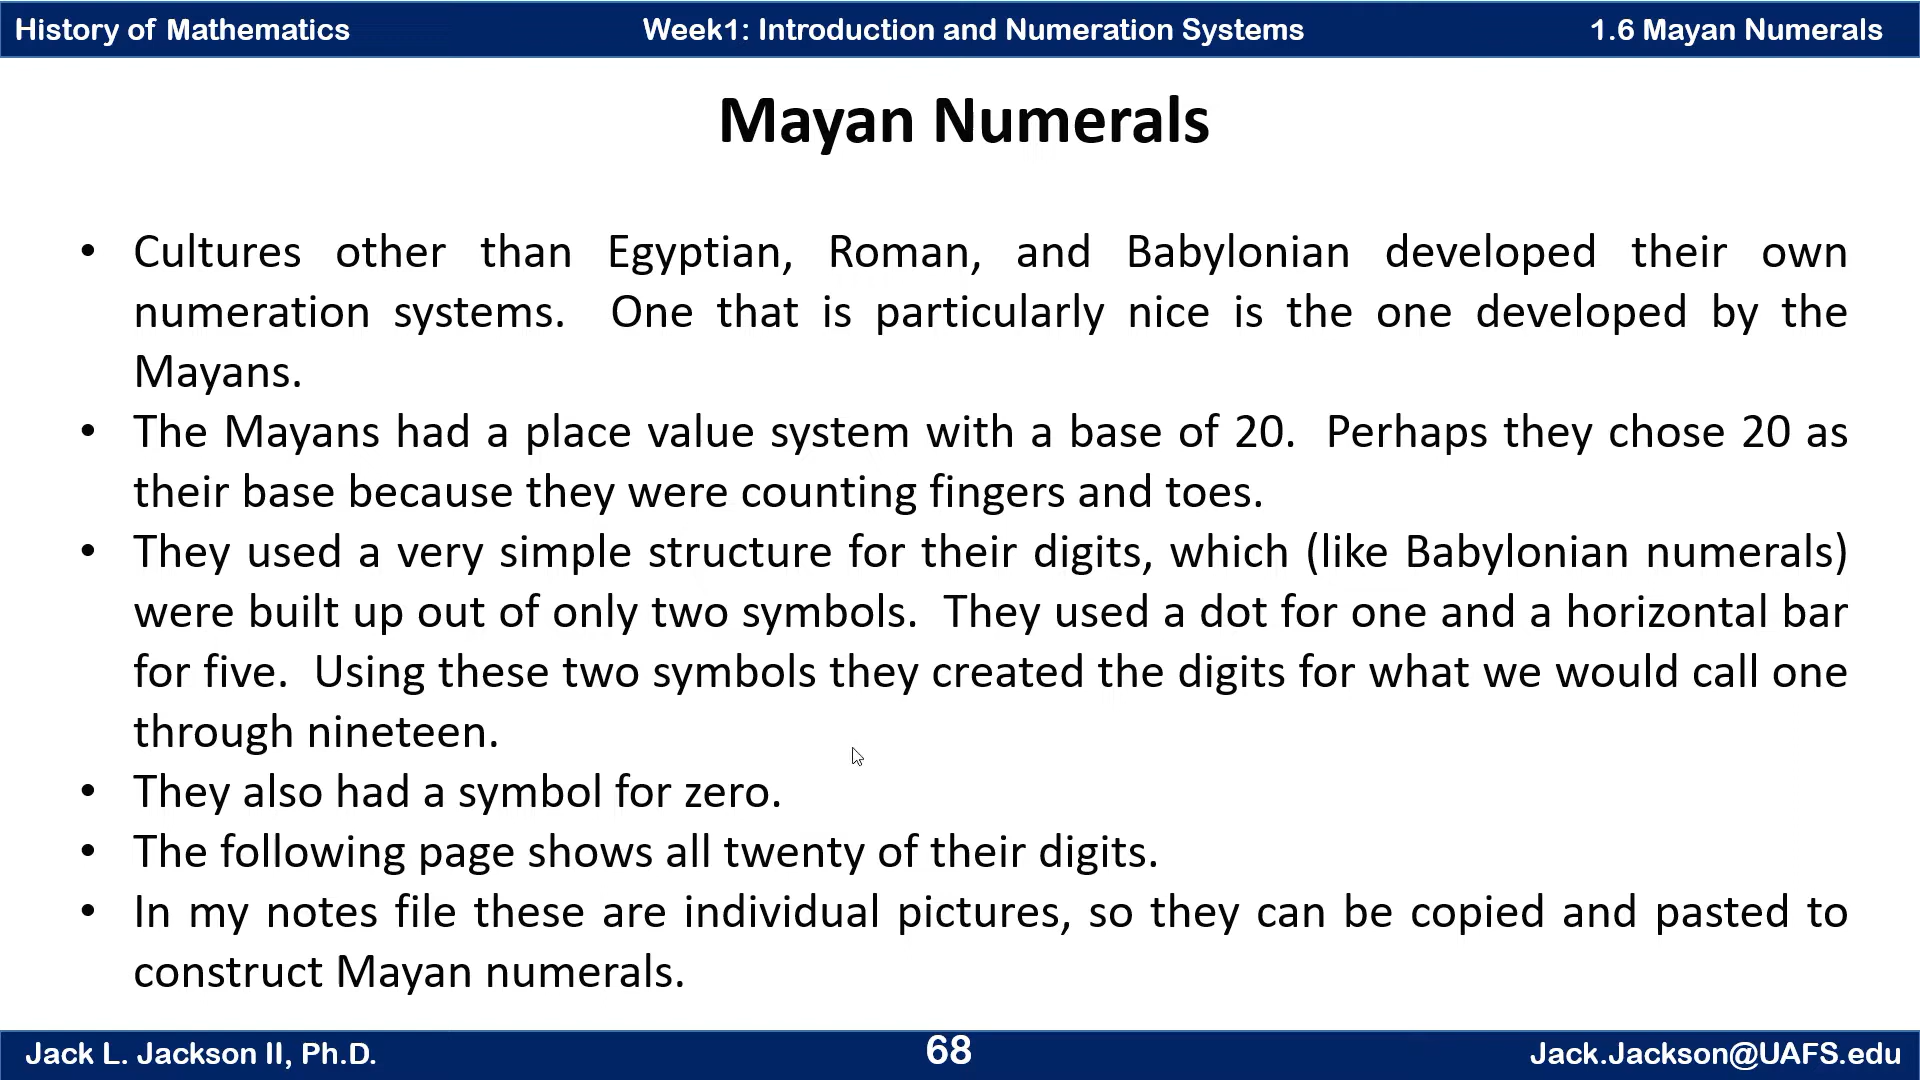 History of Mathematics Week1: Introduction and Numeration Systems 1.6 Mayan Numerals
Mayan Numerals
• Cultures other than Egyptian, Roman, and Babylonian developed their own
numeration systems. One that is particularly nice is the one developed by the
Mayans.
• The Mayans had a place value system with a base of 20. Perhaps they chose 20 as
their base because they were counting fingers and toes.
• They used a very simple structure for their digits, which (like Babylonian numerals)
were built up out of only two symbols. They used a dot for one and a horizontal bar
for five. Using these two symbols they created the digits for what we would call one
through nineteen.
• They also had a symbol for zero.
• The following page shows all twenty of their digits.
• In my notes file these are individual pictures, so they can be copied and pasted to
construct Mayan numerals.
Jack L. Jackson II, Ph.D. 68 Jack.Jackson@UAFS.edu